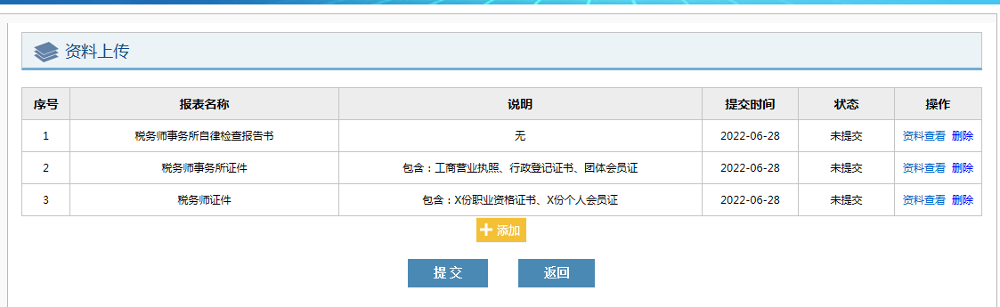 资料上传
序号 报表名称 说明 提交时间 状态 操作
1 税务师事务所自律检查报告书 无 2022-06-28 未提交 资料查看 删除
2 税务师事务所证件 包含：工商营业执照、行政登记证书、团体会员证 2022-06-28 未提交 资料查看 删除
3 税务师证件 包含：X份职业资格证书、X份个人会员证 2022-06-28 未提交 资料查看 删除
添加
提交 返回